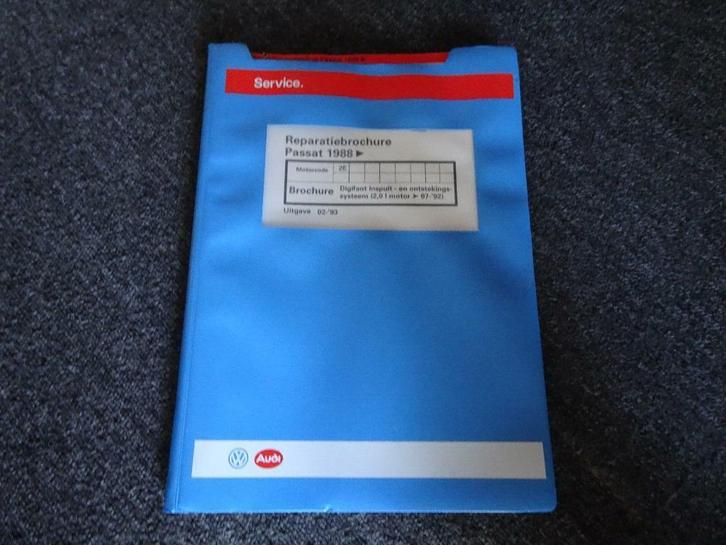 Service.
Reparatiebrochure
Passat 1988 ►
Motorcode 2E
Brochure Digifant Inspuit - en ontstekings-
systeem (2,0 l motor ► 07-'92)
Uitgave 02-'93
VW Audi